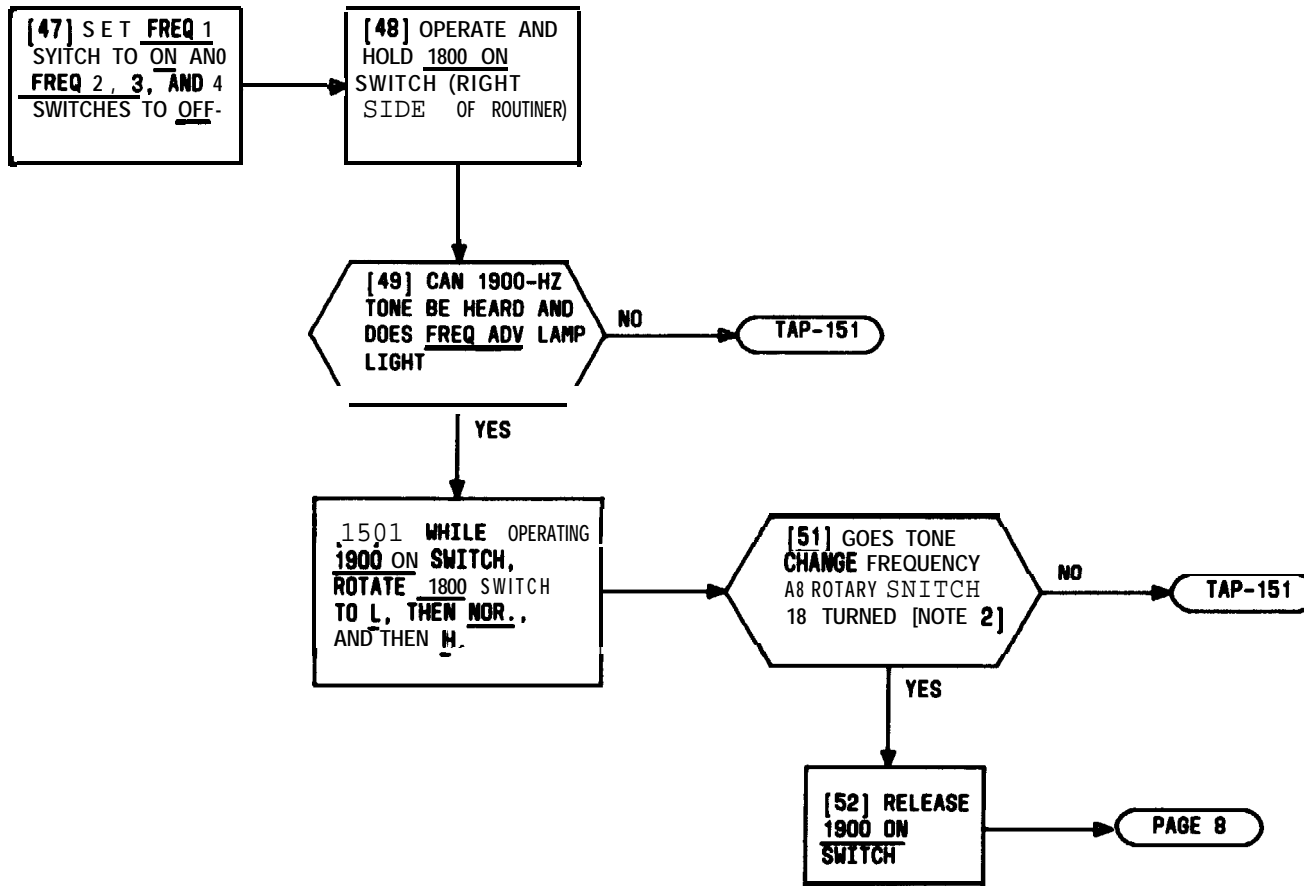 [47] SET FREQ 1
SYITCH TO ON AN0
FREQ 2, 3, AND 4
SWITCHES TO OFF-
[48] OPERATE AND
HOLD 1800 ON
SWITCH (RIGHT
SIDE OF ROUTINER)
[49] CAN 1900-HZ
TONE BE HEARD AND
DOES FREQ ADV LAMP
LIGHT
NO
TAP-151
YES
1501 WHILE OPERATING
1900 ON SWITCH,
ROTATE 1800 SWITCH
TO L, THEN NOR.,
AND THEN H.
[51] GOES TONE
CHANGE FREQUENCY
A8 ROTARY SNITCH
18 TURNED [NOTE 2]
NO
TAP-151
YES
[52] RELEASE
1900 ON
SWITCH
PAGE 8